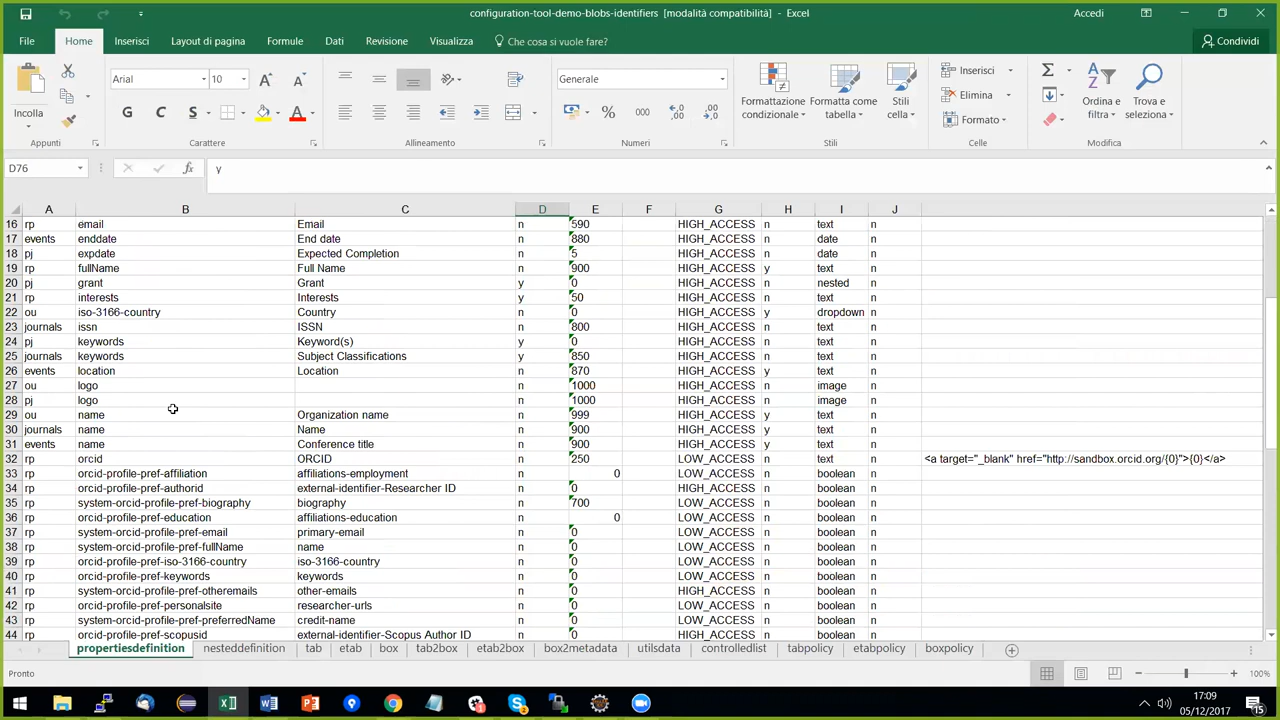 configuration-tool-demo-blobs-identifiers [modalità compatibilità] - Excel
Accedi
File Home Inserisci Layout di pagina Formule Dati Revisione Visualizza Che cosa si vuole fare? Condividi
Arial 10 Generale
Incolla
G C S
A A
% 000
Formattazione condizionale Formatta come tabella Stili cella
Inserisci
Elimina
Formato
Ordina e filtra Trova e seleziona
Appunti Carattere Allineamento Numeri Stili Celle Modifica
D76 fx y
A B C D E F G H I J
16 rp email Email n 590 HIGH_ACCESS n text n
17 events enddate End date n 880 HIGH_ACCESS n date n
18 pj expdate Expected Completion n 5 HIGH_ACCESS n date n
19 rp fullName Full Name n 900 HIGH_ACCESS y text n
20 pj grant Grant y 0 HIGH_ACCESS n nested n
21 rp interests Interests y 50 HIGH_ACCESS n text n
22 ou iso-3166-country Country n 0 HIGH_ACCESS y dropdown n
23 journals issn ISSN n 800 HIGH_ACCESS n text n
24 pj keywords Keyword(s) y 0 HIGH_ACCESS n text n
25 journals keywords Subject Classifications y 850 HIGH_ACCESS n text n
26 events location Location n 870 HIGH_ACCESS y text n
27 ou logo n 1000 HIGH_ACCESS n image n
28 pj logo n 1000 HIGH_ACCESS n image n
29 ou name Organization name n 999 HIGH_ACCESS y text n
30 journals name Name n 900 HIGH_ACCESS y text n
31 events name Conference title n 900 HIGH_ACCESS y text n
32 rp orcid ORCID n 250 LOW_ACCESS n text n <a target="_blank" href="http://sandbox.orcid.org/{0}">{0}</a>
33 rp orcid-profile-pref-affiliation affiliations-employment n 0 LOW_ACCESS n boolean n
34 rp orcid-profile-pref-authorid external-identifier-Researcher ID n 0 HIGH_ACCESS n boolean n
35 rp system-orcid-profile-pref-biography biography n 700 LOW_ACCESS n boolean n
36 rp orcid-profile-pref-education affiliations-education n 0 LOW_ACCESS n boolean n
37 rp system-orcid-profile-pref-email primary-email n 0 LOW_ACCESS n boolean n
38 rp system-orcid-profile-pref-fullName name n 0 LOW_ACCESS n boolean n
39 rp orcid-profile-pref-iso-3166-country iso-3166-country n 0 LOW_ACCESS n boolean n
40 rp orcid-profile-pref-keywords keywords n 0 LOW_ACCESS n boolean n
41 rp system-orcid-profile-pref-otheremails other-emails n 0 HIGH_ACCESS n boolean n
42 rp orcid-profile-pref-personalsite researcher-urls n 0 LOW_ACCESS n boolean n
43 rp system-orcid-profile-pref-preferredName credit-name n 0 LOW_ACCESS n boolean n
44 rp orcid-profile-pref-scopusid external-identifier-Scopus Author ID n 0 HIGH_ACCESS n boolean n
propertiesdefinition nesteddefinition tab etab box tab2box etab2box box2metadata utilsdata controlledlist tabpolicy etabpolicy boxpolicy
Pronto 100%
17:09
05/12/2017
15